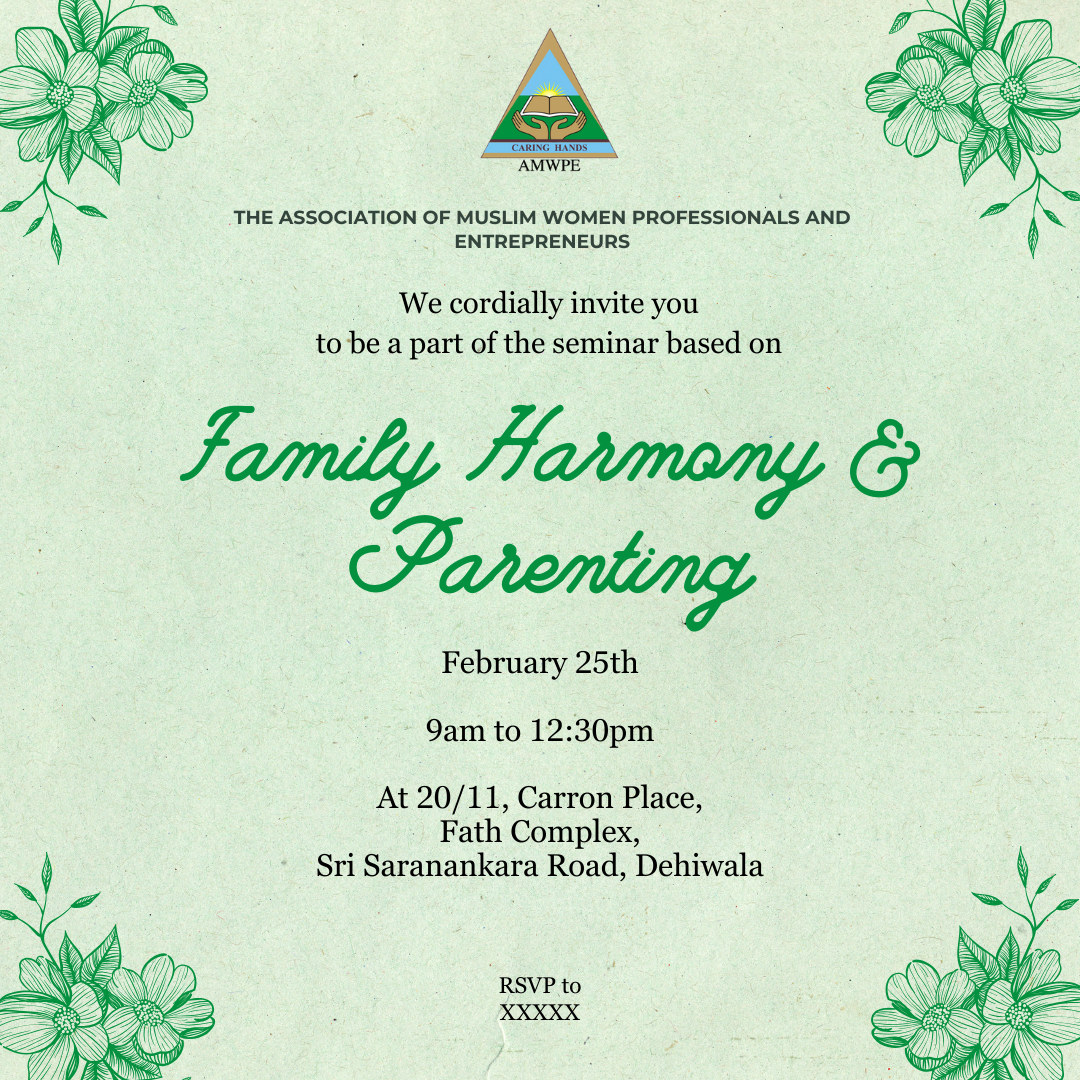 CARING HANDS
AMWPE
THE ASSOCIATION OF MUSLIM WOMEN PROFESSIONALS AND
ENTREPRENEURS
We cordially invite you
to be a part of the seminar based on
Family Harmony &
Parenting
February 25th
9am to 12:30pm
At 20/11, Carron Place,
Fath Complex,
Sri Saranankara Road, Dehiwala
RSVP to
XXXXX